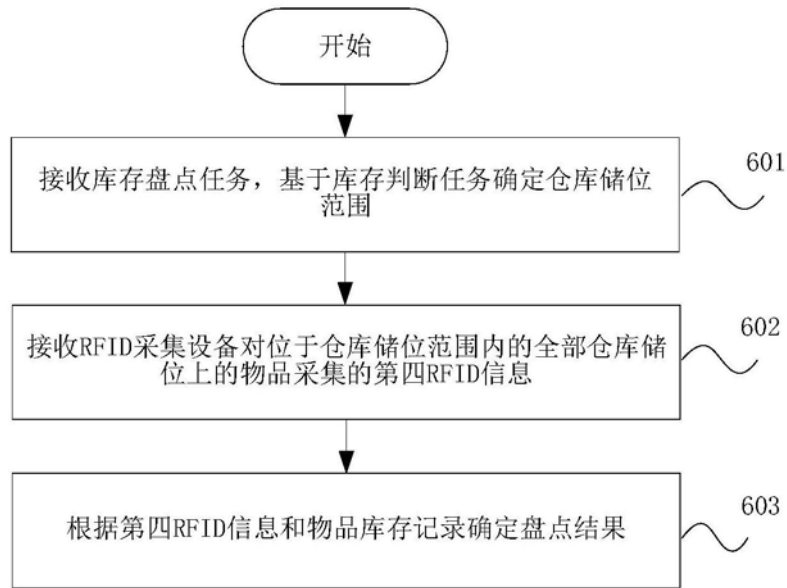 开始
接收库存盘点任务，基于库存判断任务确定仓库储位
范围
601
接收RFID采集设备对位于仓库储位范围内的全部仓库储
位上的物品采集的第四RFID信息
602
根据第四RFID信息和物品库存记录确定盘点结果
603